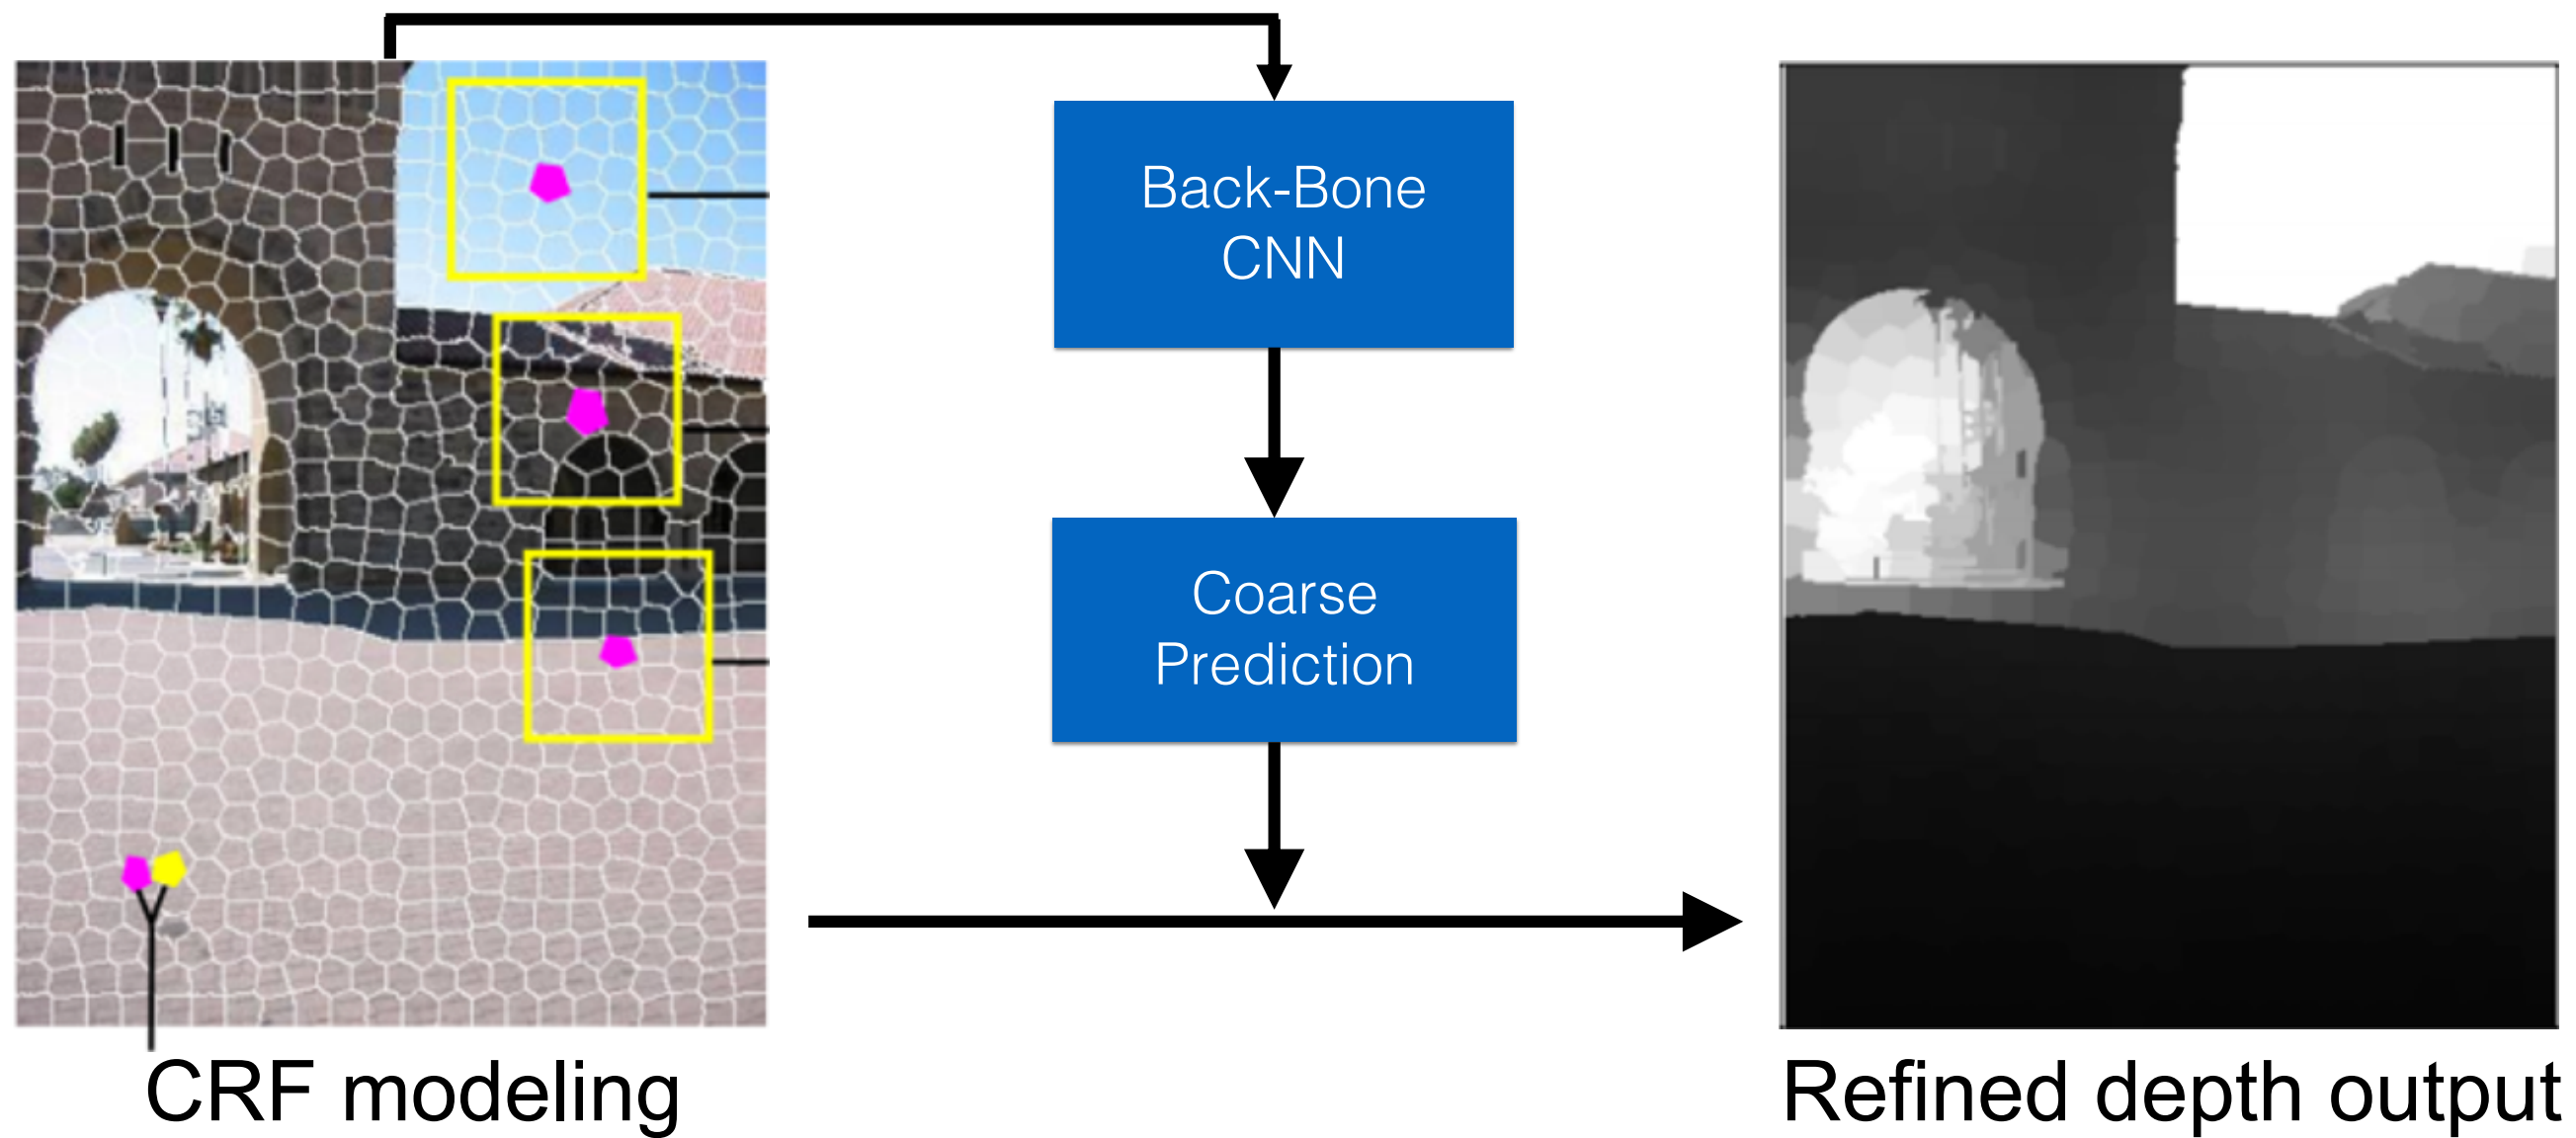 Back-Bone
CNN
Coarse
Prediction
CRF modeling
Refined depth output